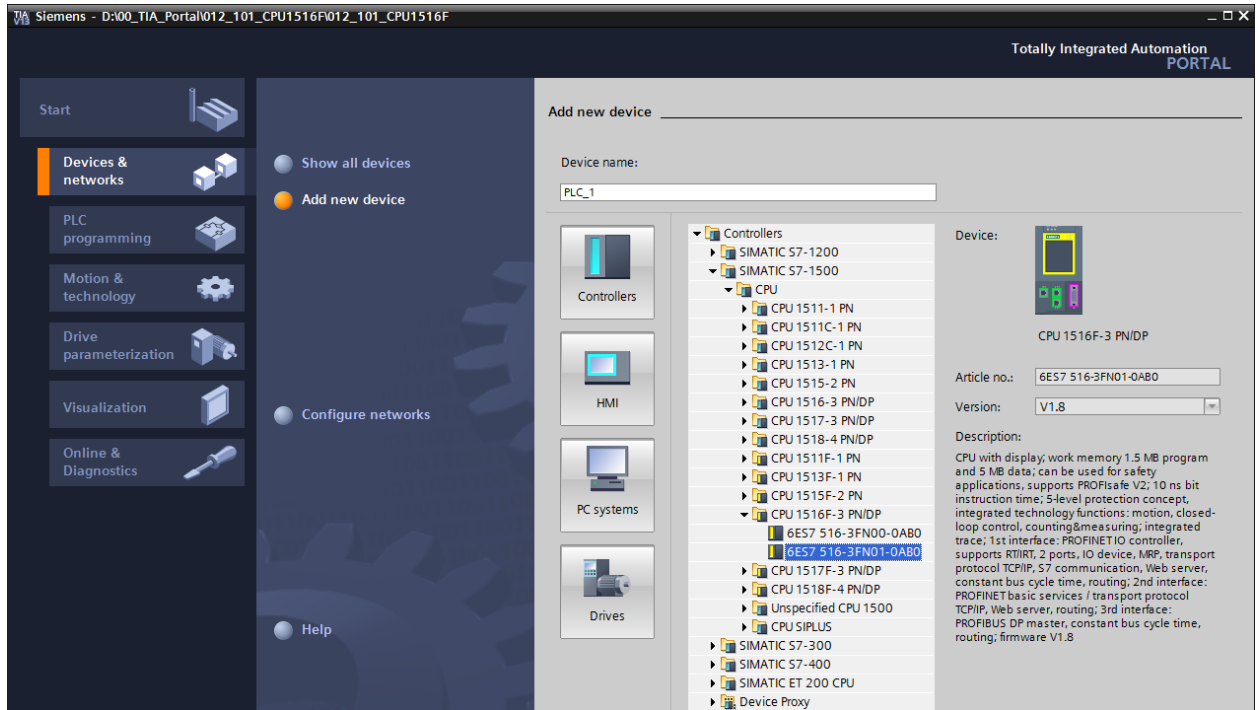 TIA V13 Siemens - D:\00_TIA_Portal\012_101_CPU1516F\012_101_CPU1516F
Totally Integrated Automation
PORTAL
Start
Devices &
networks
PLC
programming
Motion &
technology
Drive
parameterization
Visualization
Online &
Diagnostics
Show all devices
Add new device
Configure networks
Help
Add new device
Device name:
PLC_1
Controllers
HMI
PC systems
Drives
Controllers
SIMATIC S7-1200
SIMATIC S7-1500
CPU
CPU 1511-1 PN
CPU 1511C-1 PN
CPU 1512C-1 PN
CPU 1513-1 PN
CPU 1515-2 PN
CPU 1516-3 PN/DP
CPU 1517-3 PN/DP
CPU 1518-4 PN/DP
CPU 1511F-1 PN
CPU 1513F-1 PN
CPU 1515F-2 PN
CPU 1516F-3 PN/DP
6ES7 516-3FN00-0AB0
6ES7 516-3FN01-0AB0
CPU 1517F-3 PN/DP
CPU 1518F-4 PN/DP
Unspecified CPU 1500
CPU SIPLUS
SIMATIC S7-300
SIMATIC S7-400
SIMATIC ET 200 CPU
Device Proxy
Device:
CPU 1516F-3 PN/DP
Article no.: 6ES7 516-3FN01-0AB0
Version: V1.8
Description:
CPU with display; work memory 1.5 MB program
and 5 MB data; can be used for safety
applications, supports PROFIsafe V2; 10 ns bit
instruction time; 5-level protection concept,
integrated technology functions: motion, closed-
loop control, counting&measuring; integrated
trace; 1st interface: PROFINET IO controller,
supports RT/IRT, 2 ports, IO device, MRP, transport
protocol TCP/IP, S7 communication, Web server,
constant bus cycle time, routing; 2nd interface:
PROFINET basic services / transport protocol
TCP/IP, Web server, routing; 3rd interface:
PROFIBUS DP master, constant bus cycle time,
routing; firmware V1.8